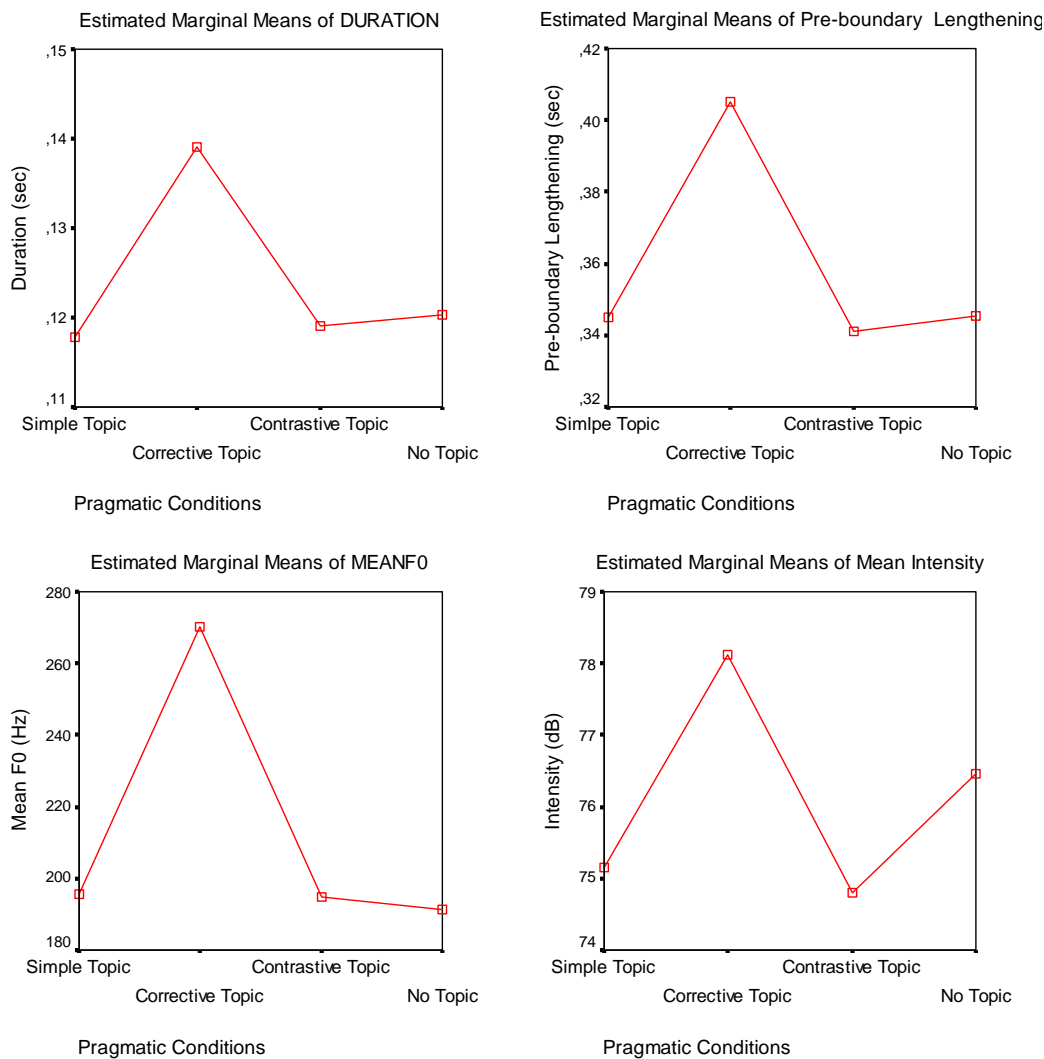 Estimated Marginal Means of DURATION
Duration (sec)
,15
,14
,13
,12
,11
Simple Topic
Corrective Topic
Contrastive Topic
No Topic
Pragmatic Conditions
Estimated Marginal Means of Pre-boundary Lengthening
Pre-boundary Lengthening (sec)
,42
,40
,38
,36
,34
,32
Simlpe Topic
Corrective Topic
Contrastive Topic
No Topic
Pragmatic Conditions
Estimated Marginal Means of MEANF0
Mean F0 (Hz)
280
260
240
220
200
180
Simple Topic
Corrective Topic
Contrastive Topic
No Topic
Pragmatic Conditions
Estimated Marginal Means of Mean Intensity
Intensity (dB)
79
78
77
76
75
74
Simple Topic
Corrective Topic
Contrastive Topic
No Topic
Pragmatic Conditions